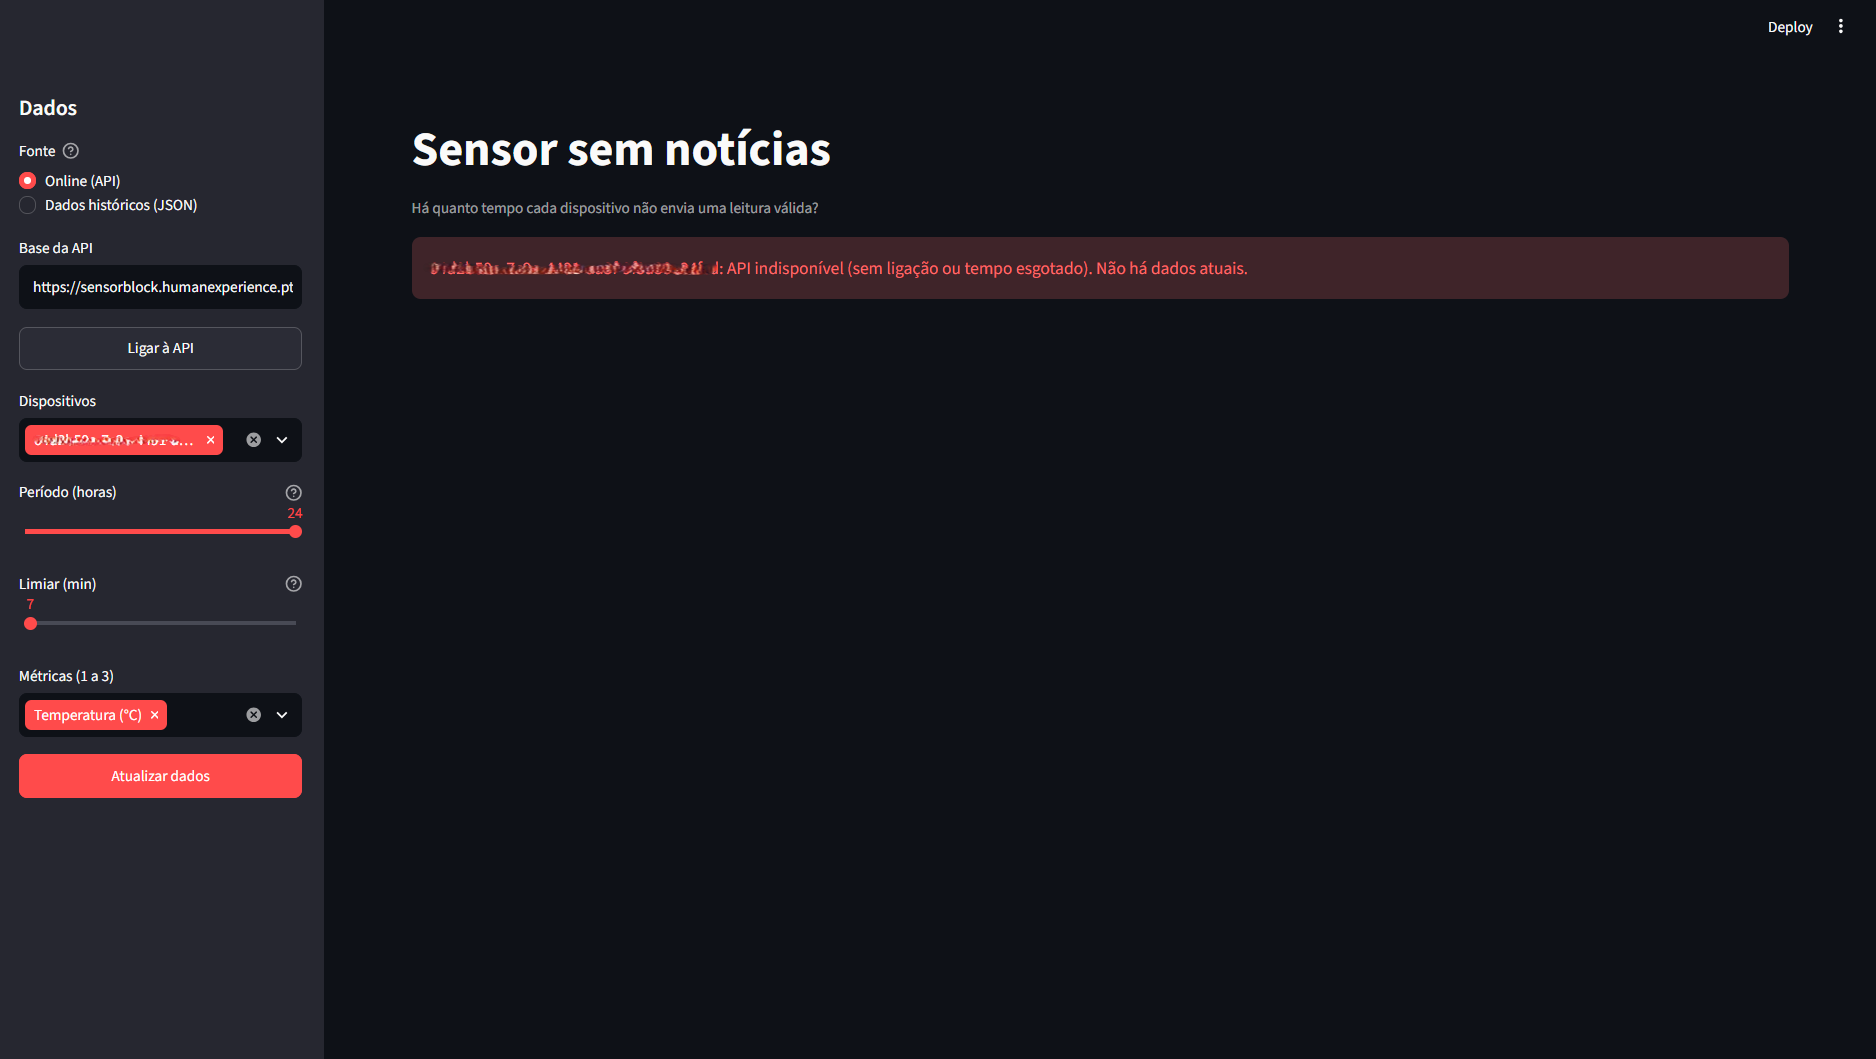 Deploy
Dados
Fonte
Online (API)
Dados históricos (JSON)
Base da API
https://sensorblock.humanexperience.pt
Ligar à API
Dispositivos
Período (horas)
24
Limiar (min)
7
Métricas (1 a 3)
Temperatura (°C)
Atualizar dados
Sensor sem notícias
Há quanto tempo cada dispositivo não envia uma leitura válida?
: API indisponível (sem ligação ou tempo esgotado). Não há dados atuais.